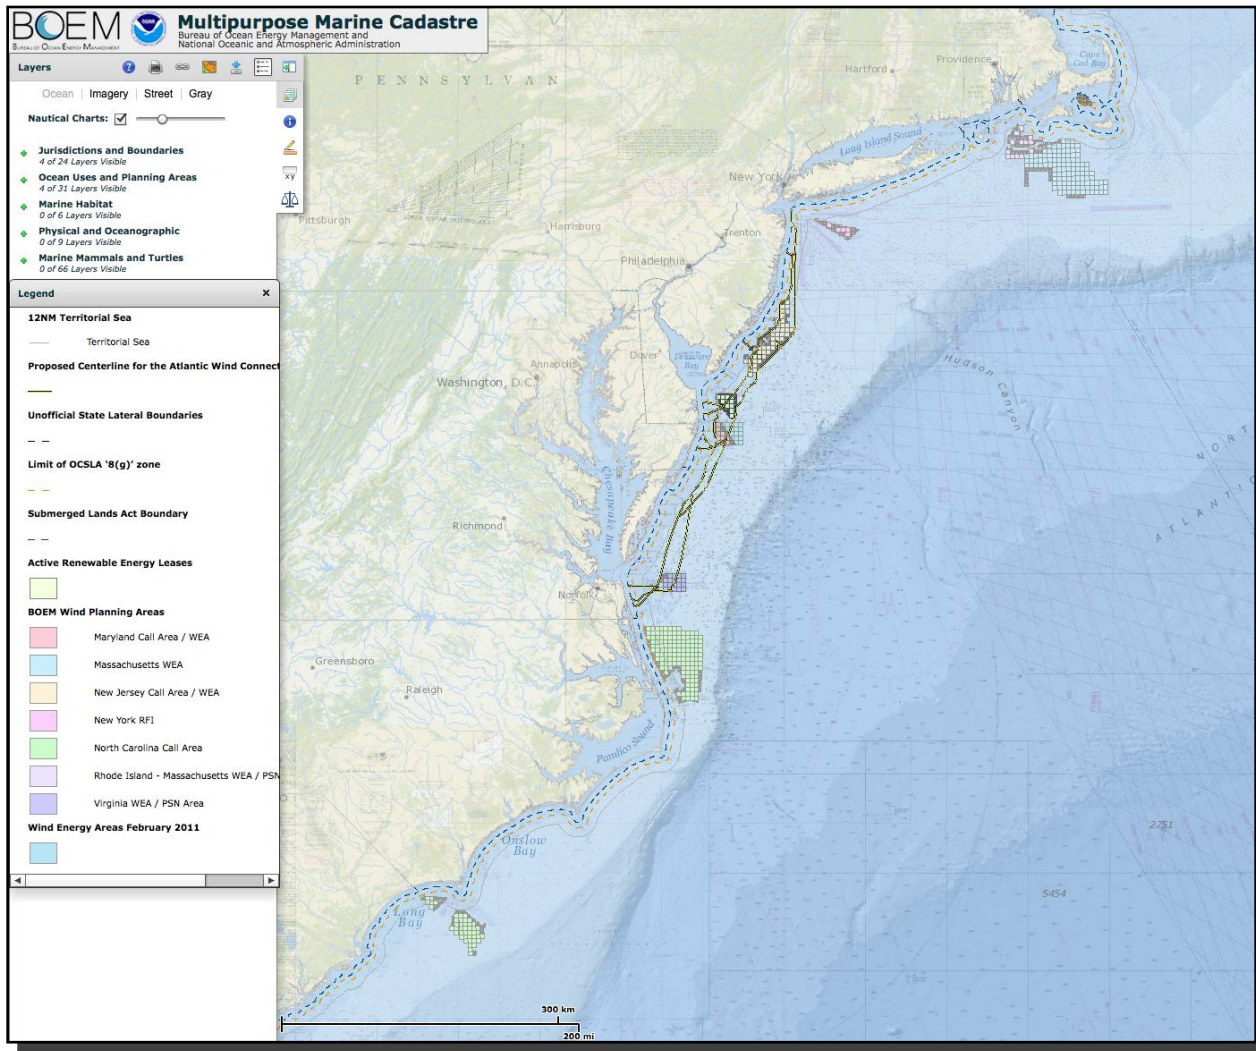 BOEM
BUREAU OF OCEAN ENERGY MANAGEMENT
NOAA
Multipurpose Marine Cadastre
Bureau of Ocean Energy Management and
National Oceanic and Atmospheric Administration
Layers
Ocean | Imagery | Street | Gray
Nautical Charts:
Jurisdictions and Boundaries
4 of 24 Layers Visible
Ocean Uses and Planning Areas
4 of 31 Layers Visible
Marine Habitat
0 of 6 Layers Visible
Physical and Oceanographic
0 of 9 Layers Visible
Marine Mammals and Turtles
0 of 66 Layers Visible
xy
Legend
12NM Territorial Sea
Territorial Sea
Proposed Centerline for the Atlantic Wind Connect
Unofficial State Lateral Boundaries
Limit of OCSLA '8(g)' zone
Submerged Lands Act Boundary
Active Renewable Energy Leases
BOEM Wind Planning Areas
Maryland Call Area / WEA
Massachusetts WEA
New Jersey Call Area / WEA
New York RFI
North Carolina Call Area
Rhode Island - Massachusetts WEA / PSN
Virginia WEA / PSN Area
Wind Energy Areas February 2011
PENNSYLVAN
Hartford
Providence
Cape
Cod Bay
Long Island Sound
New York
Pittsburgh
Harrisburg
Trenton
Philadelphia
Dover
Delaware
Bay
Annapolis
Washington, D.C.
Hudson Canyon
NORT
ATLANTIC
Chesapeake Bay
Richmond
Norfolk
Greensboro
Raleigh
Pamlico Sound
2751
Onslow
Bay
5454
Long
Bay
300 km
200 mi